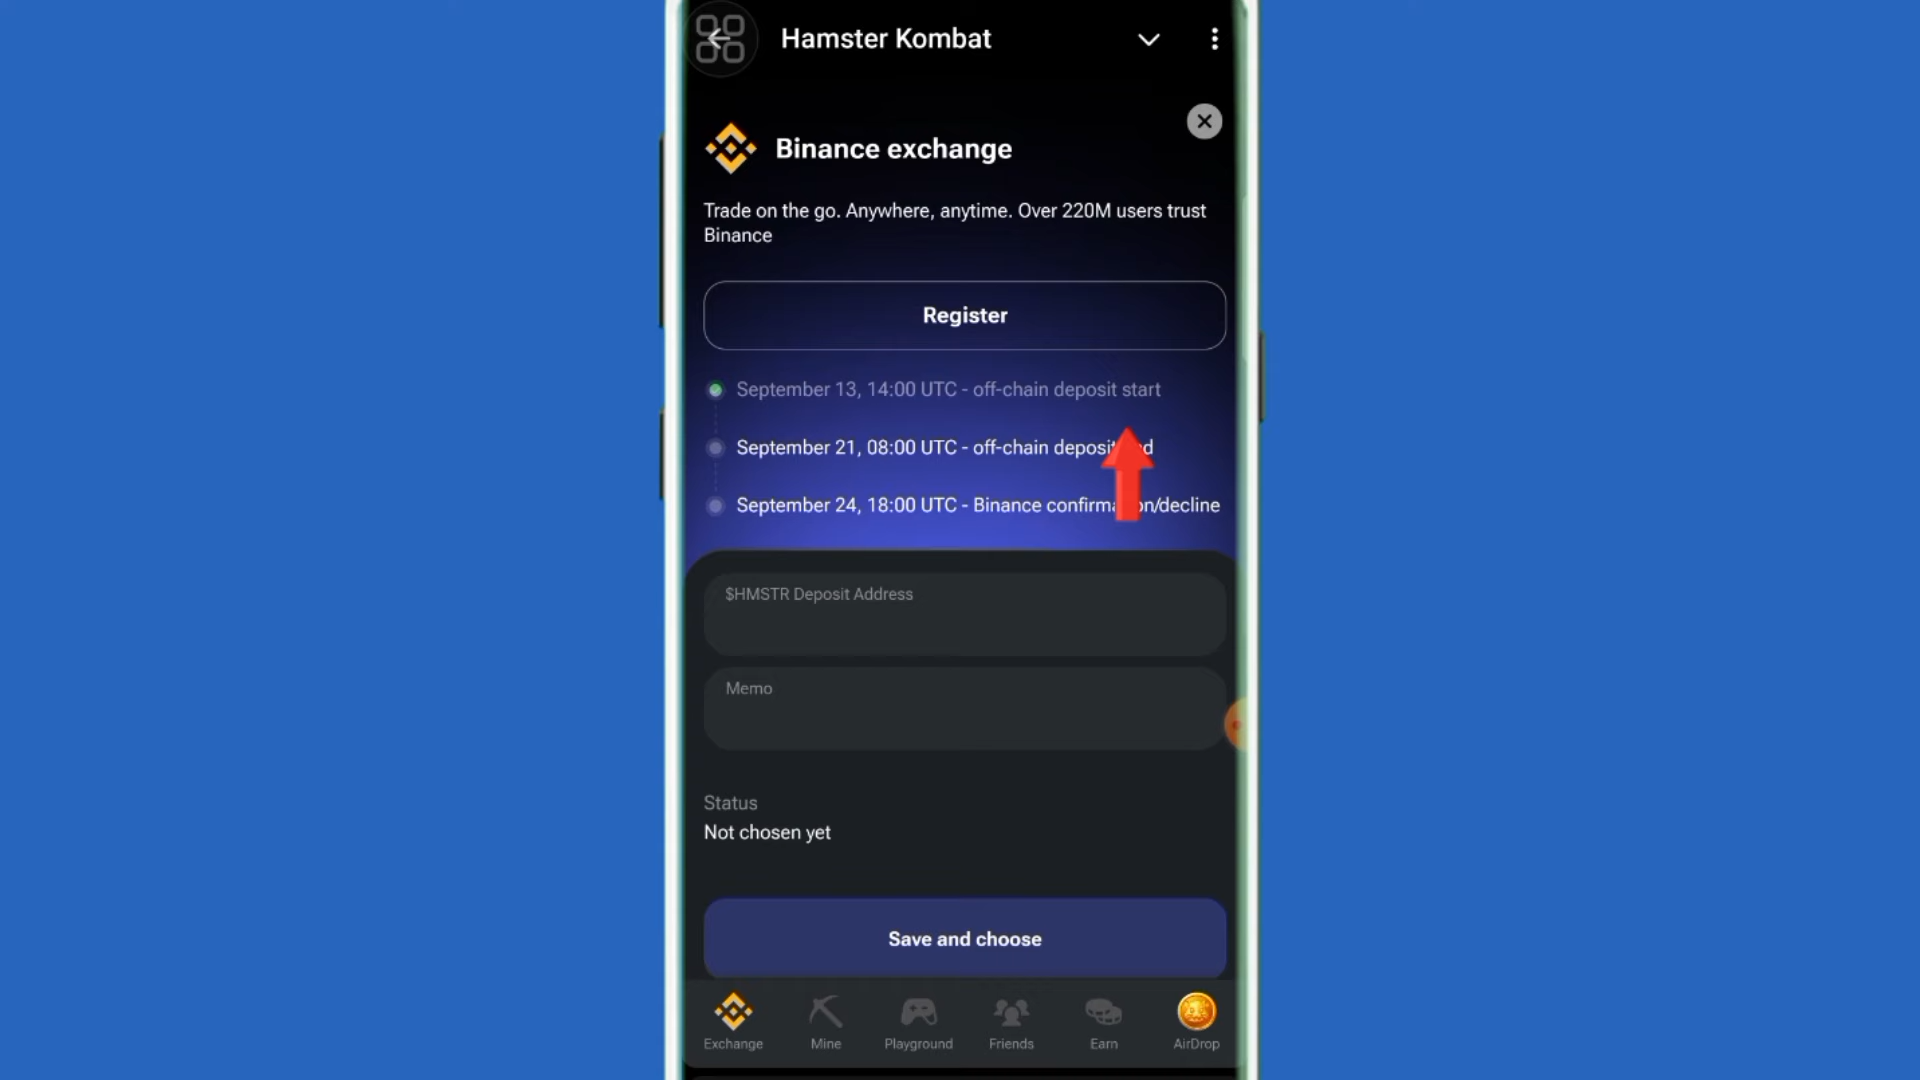 Hamster Kombat
Binance exchange
Trade on the go. Anywhere, anytime. Over 220M users trust
Binance
Register
September 13, 14:00 UTC - off-chain deposit start
September 21, 08:00 UTC - off-chain deposit
September 24, 18:00 UTC - Binance /decline
$HMSTR Deposit Address
Memo
Status
Not chosen yet
Save and choose
Exchange
Mine
Playground
Friends
Earn
AirDrop